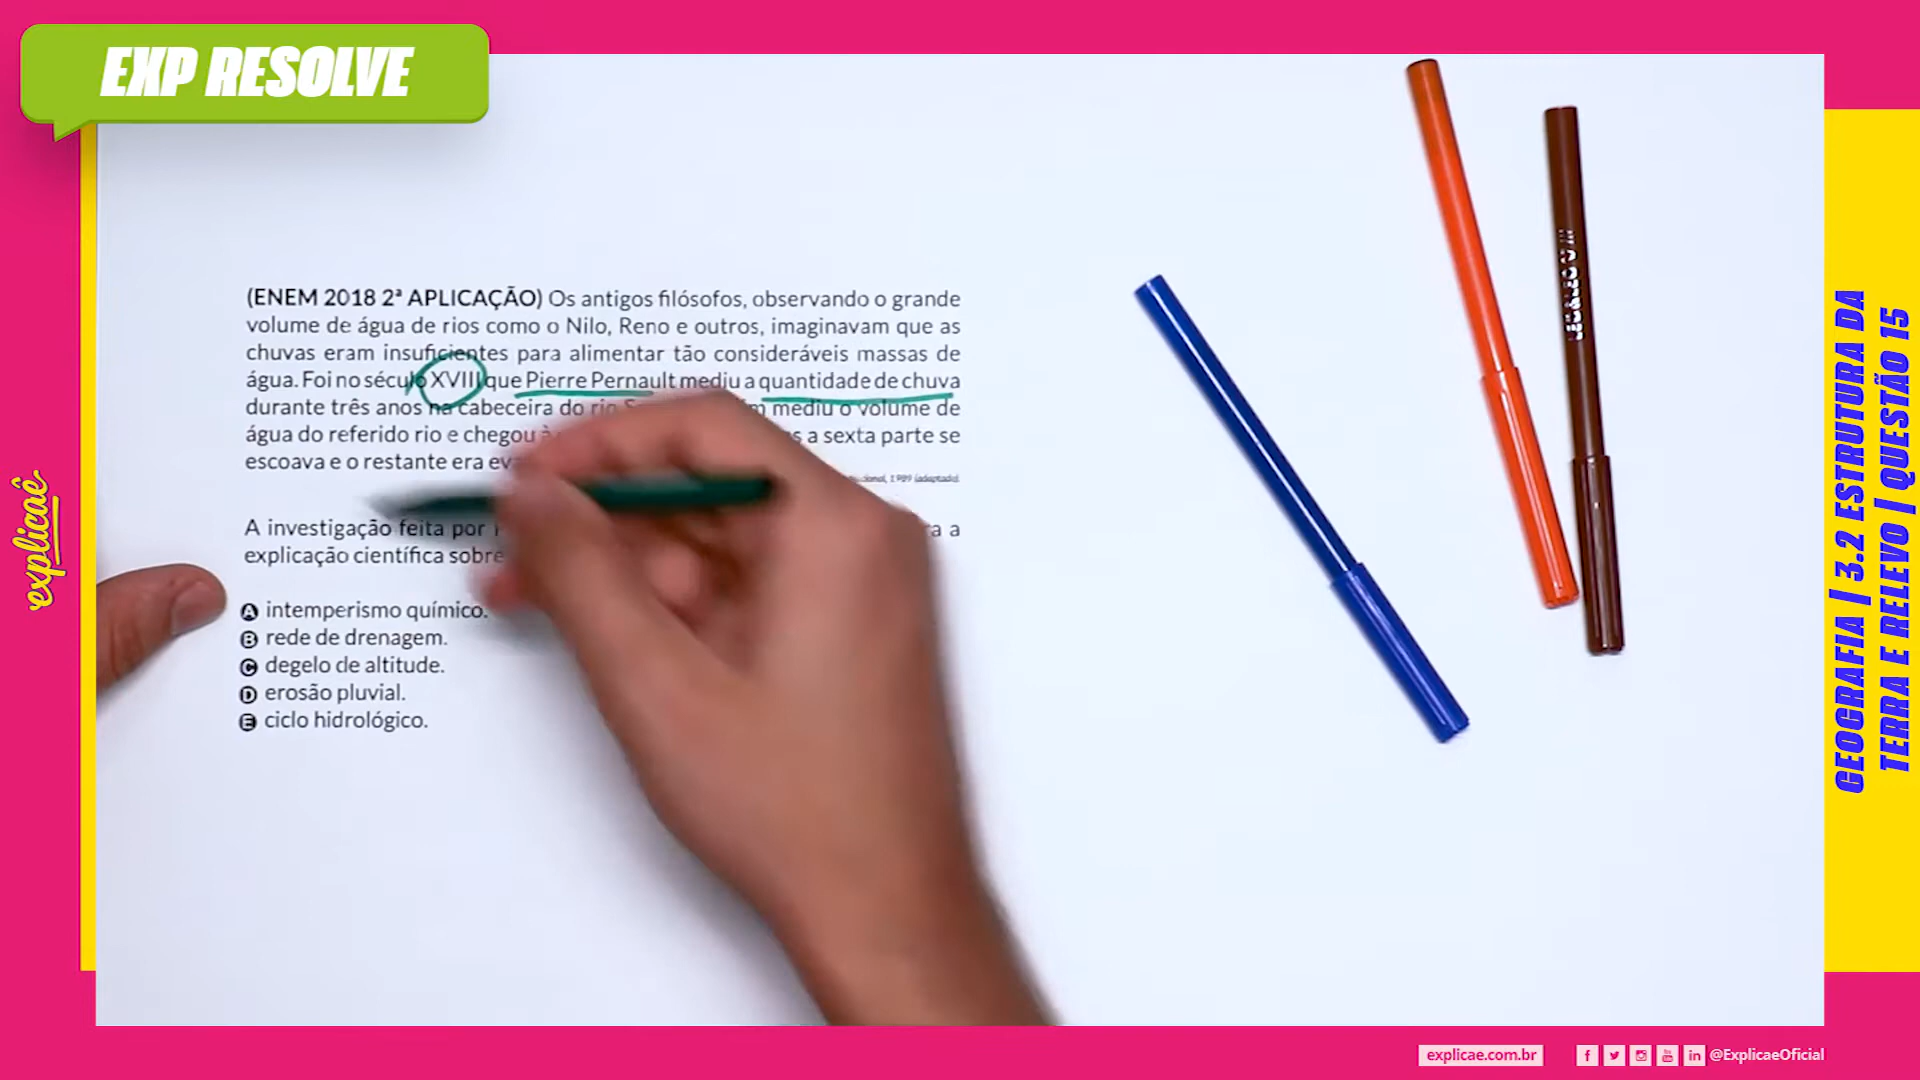 EXP RESOLVE
(ENEM 2018 2ª APLICAÇÃO) Os antigos filósofos, observando o grande
volume de água de rios como o Nilo, Reno e outros, imaginavam que as
chuvas eram insuficientes para alimentar tão consideráveis massas de
água. Foi no século XVIII que Pierre Pernault mediu a quantidade de chuva
durante três anos na cabeceira do rio mediu o volume de
água do referido rio e chegou a sexta parte se
escoava e o restante era
1989 (adaptado).
A investigação feita por a
explicação científica sobre
A intemperismo químico.
B rede de drenagem.
C degelo de altitude.
D erosão pluvial.
E ciclo hidrológico.
explicaê
GEOGRAFIA | 3.2 ESTRUTURA DA
TERRA E RELEVO | QUESTÃO 15
explicae.com.br
@ExplicaeOficial